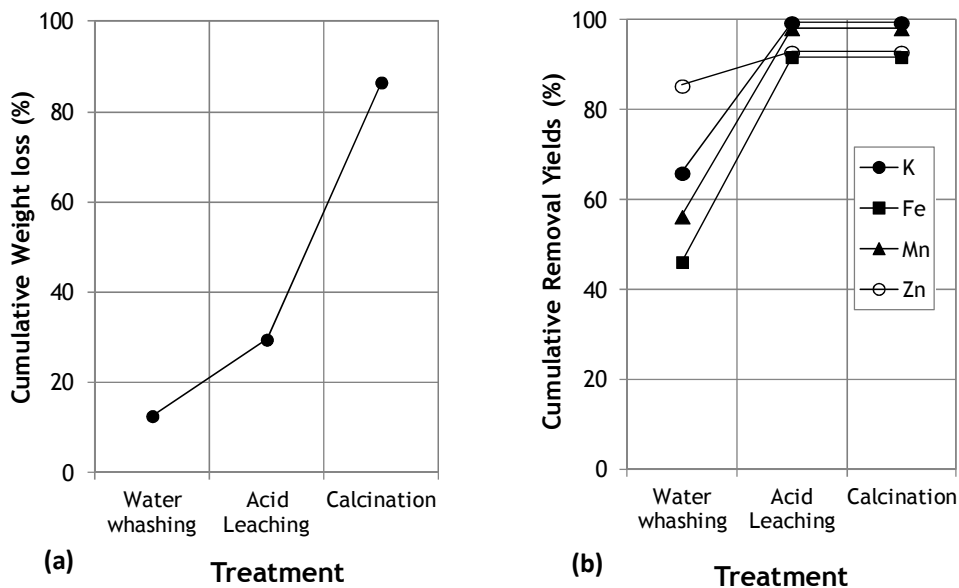 Cumulative Weight loss (%)
100
80
60
40
20
0
Water
whashing
Acid
Leaching
Calcination
(a)
Treatment
Cumulative Removal Yields (%)
100
80
60
40
20
0
K
Fe
Mn
Zn
Water
whashing
Acid
Leaching
Calcination
(b)
Treatment